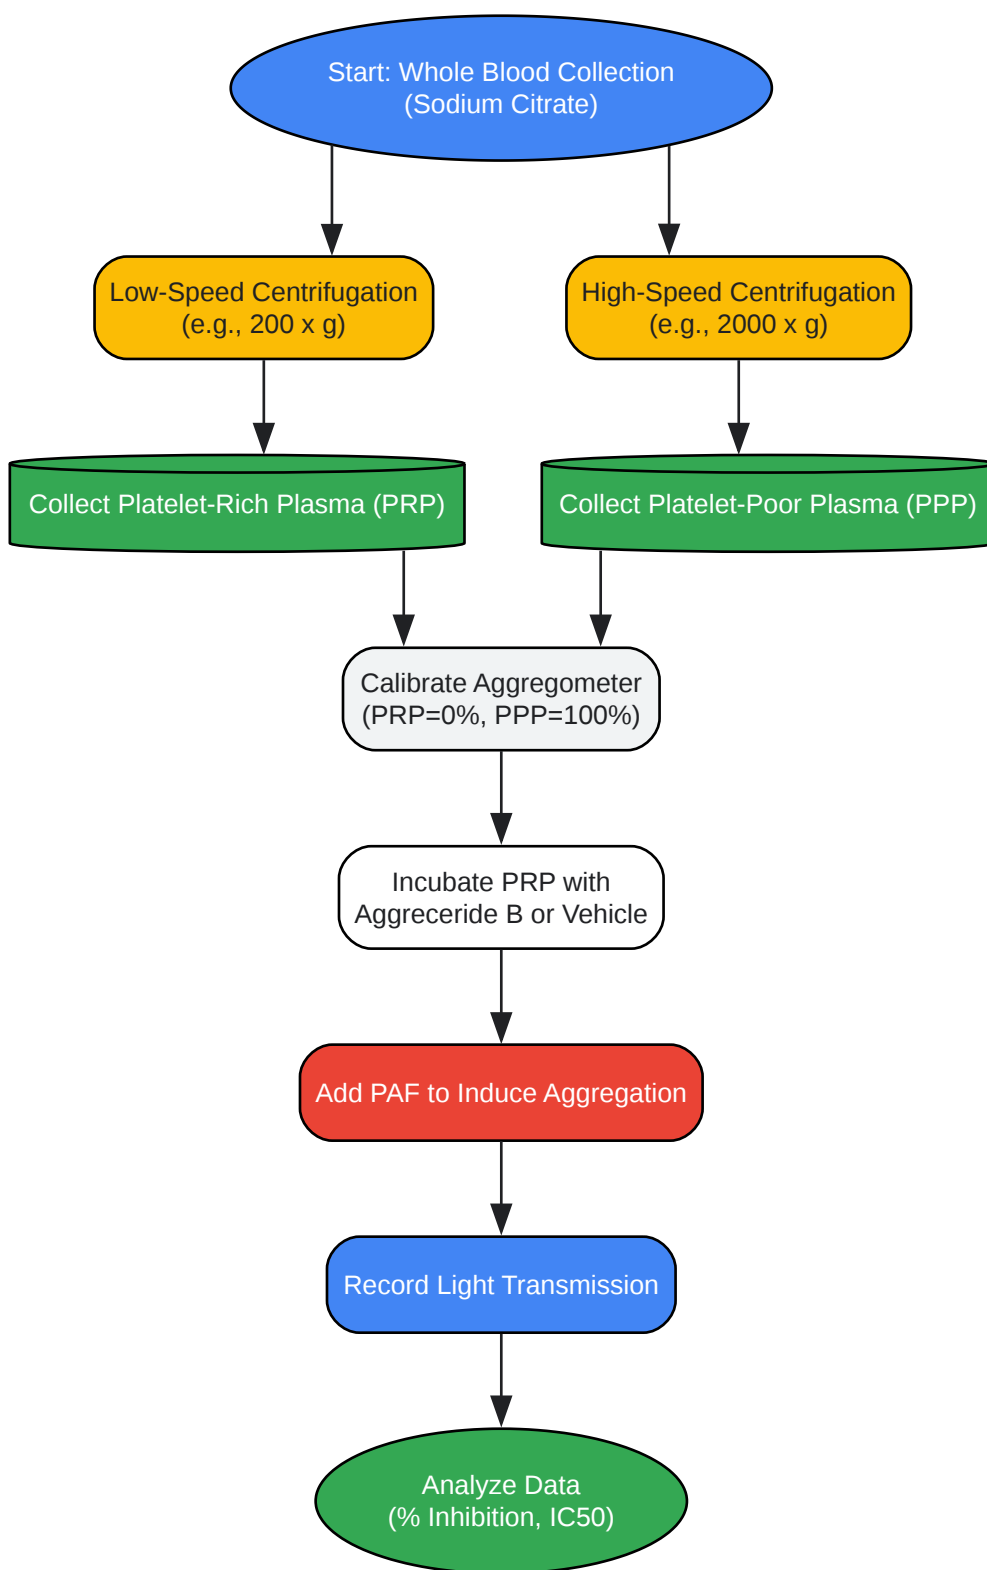 Start: Whole Blood Collection
(Sodium Citrate)
Low-Speed Centrifugation
(e.g., 200 x g)
High-Speed Centrifugation
(e.g., 2000 x g)
Collect Platelet-Rich Plasma (PRP)
Collect Platelet-Poor Plasma (PPP)
Calibrate Aggregometer
(PRP=0%, PPP=100%)
Incubate PRP with
Aggreceride B or Vehicle
Add PAF to Induce Aggregation
Record Light Transmission
Analyze Data
(% Inhibition, IC50)